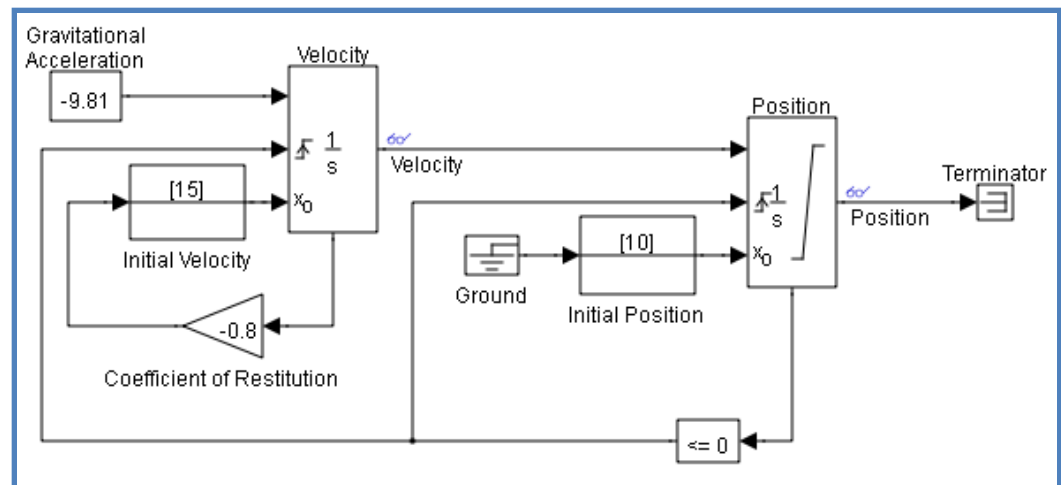 Gravitational
Acceleration
-9.81
Velocity
1
s
x0
Velocity
[15]
Initial Velocity
-0.8
Coefficient of Restitution
Ground
[10]
Initial Position
Position
1
s
x0
Position
Terminator
<= 0